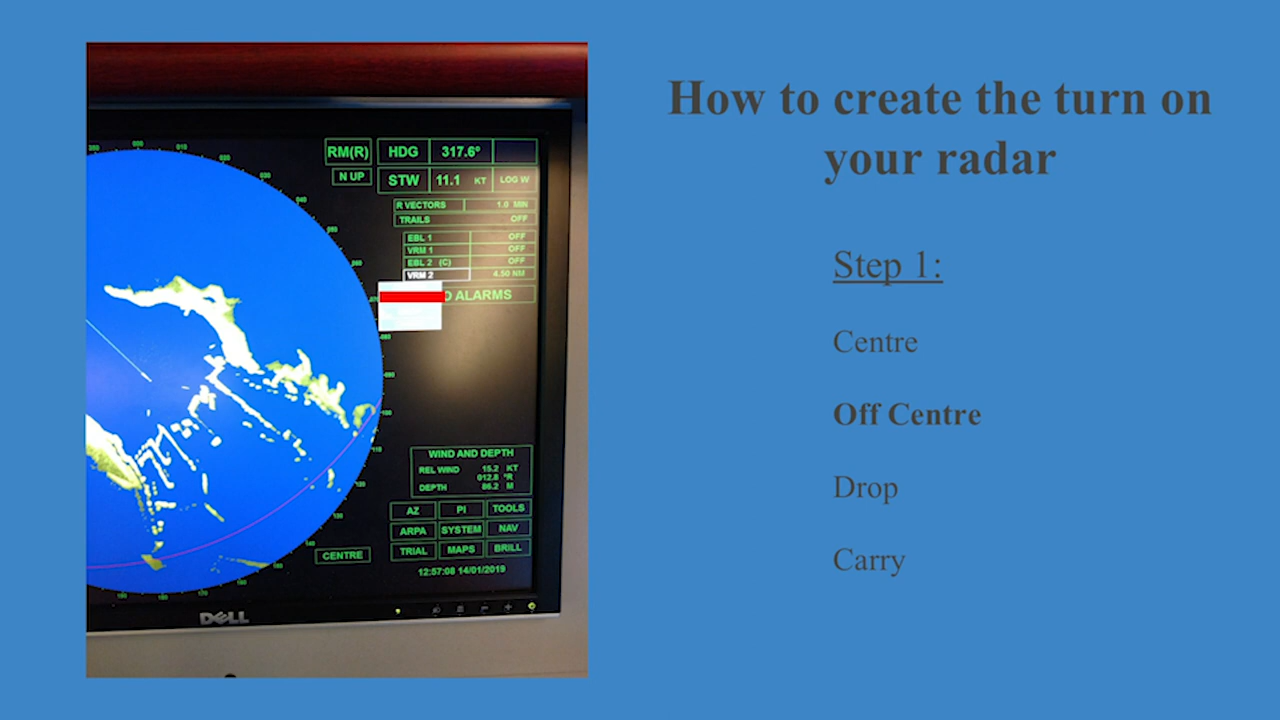 How to create the turn on
your radar
Step 1:
Centre
Off Centre
Drop
Carry
RM(R) HDG 317.6°
N UP STW 11.1 KT LOG W
R VECTORS 1.0 MIN
TRAILS OFF
EBL 1 OFF
VRM 1 OFF
EBL 2 (C) OFF
VRM 2 4.50 NM
ALARMS
WIND AND DEPTH
REL WIND 15.2 KT
012.8 °R
DEPTH 86.2 M
AZ PI TOOLS
ARPA SYSTEM NAV
CENTRE TRIAL MAPS BRILL
12:57:08 14/01/2019
DELL